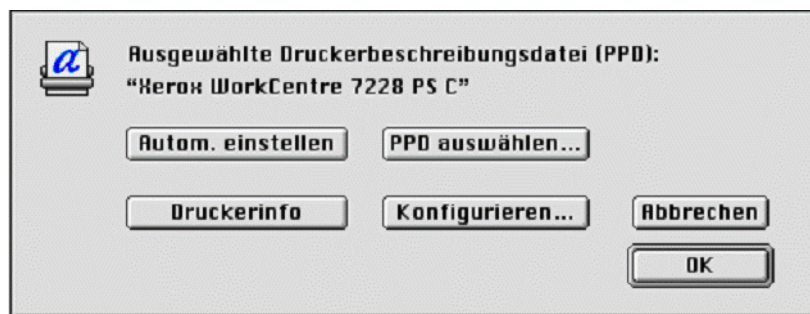 a
Ausgewählte Druckerbeschreibungsdatei (PPD):
“Xerox WorkCentre 7228 PS C”
Autom. einstellen PPD auswählen...
Druckerinfo Konfigurieren... Abbrechen
OK